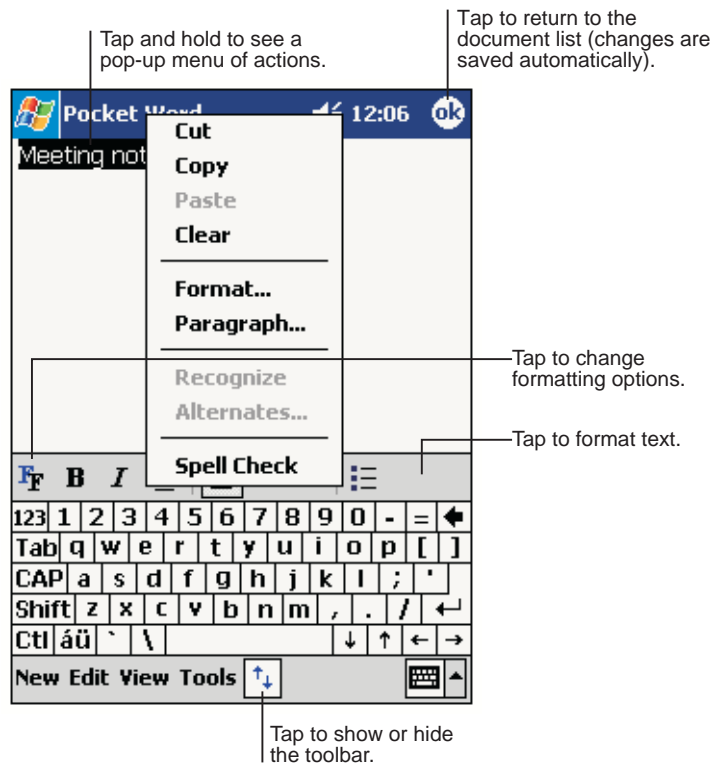 Tap to return to the
document list (changes are
saved automatically).
Tap and hold to see a
pop-up menu of actions.
Pocket Word 12:06 ok
Meeting not
Cut
Copy
Paste
Clear
Format...
Paragraph...
Recognize
Alternates...
Spell Check
Tap to change
formatting options.
Tap to format text.
FF B I
123 1 2 3 4 5 6 7 8 9 0 - =
Tab q w e r t y u i o p [ ]
CAP a s d f g h j k l ; '
Shift z x c v b n m , . /
Ctl áü ` \ ↓ ↑ ← →
New Edit View Tools
Tap to show or hide
the toolbar.